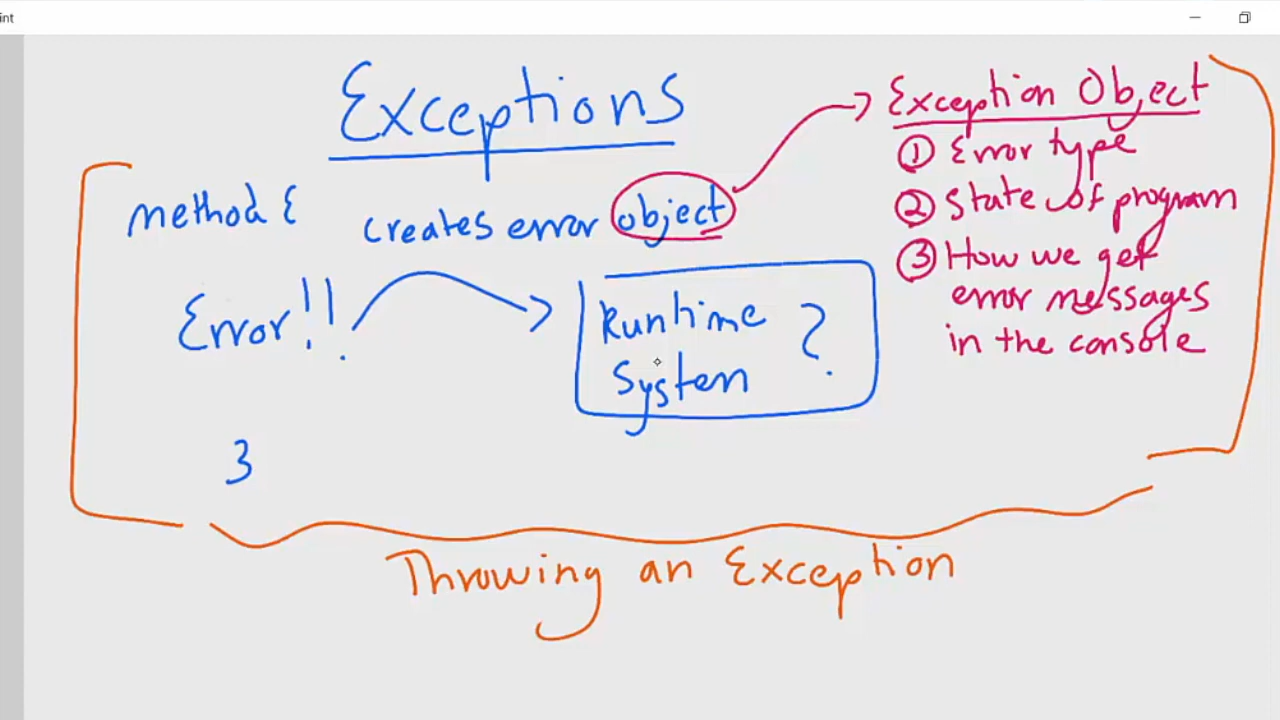 int
Exceptions
method {
creates error object
Error!!
Runtime
System ?
}
Exception Object
① Error type
② State of program
③ How we get
error messages
in the console
Throwing an Exception